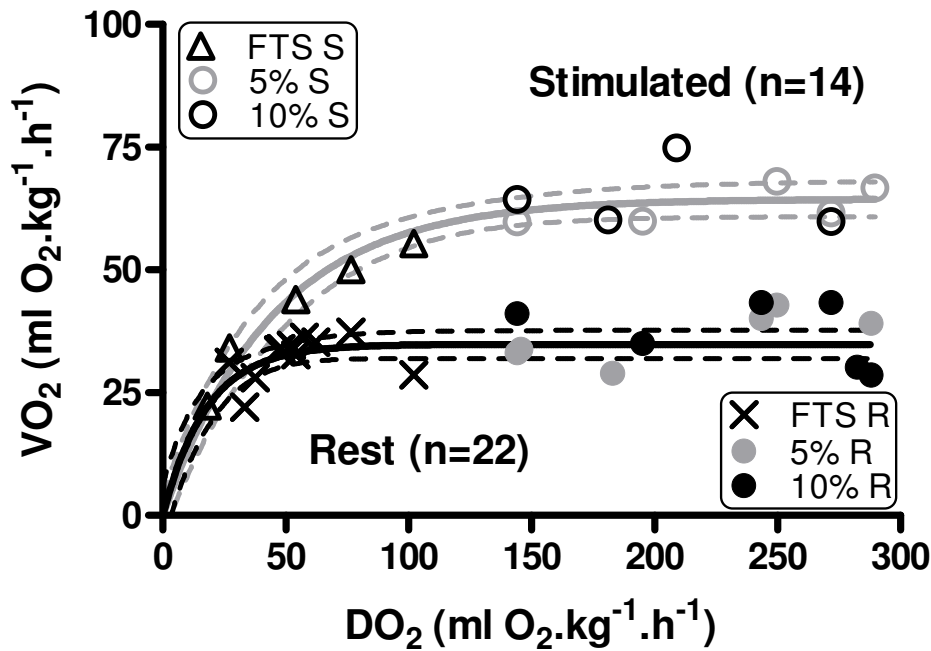 100
75
50
25
0
0 50 100 150 200 250 300
VO₂ (ml O₂.kg⁻¹.h⁻¹)
DO₂ (ml O₂.kg⁻¹.h⁻¹)
FTS S
5% S
10% S
Stimulated (n=14)
Rest (n=22)
FTS R
5% R
10% R